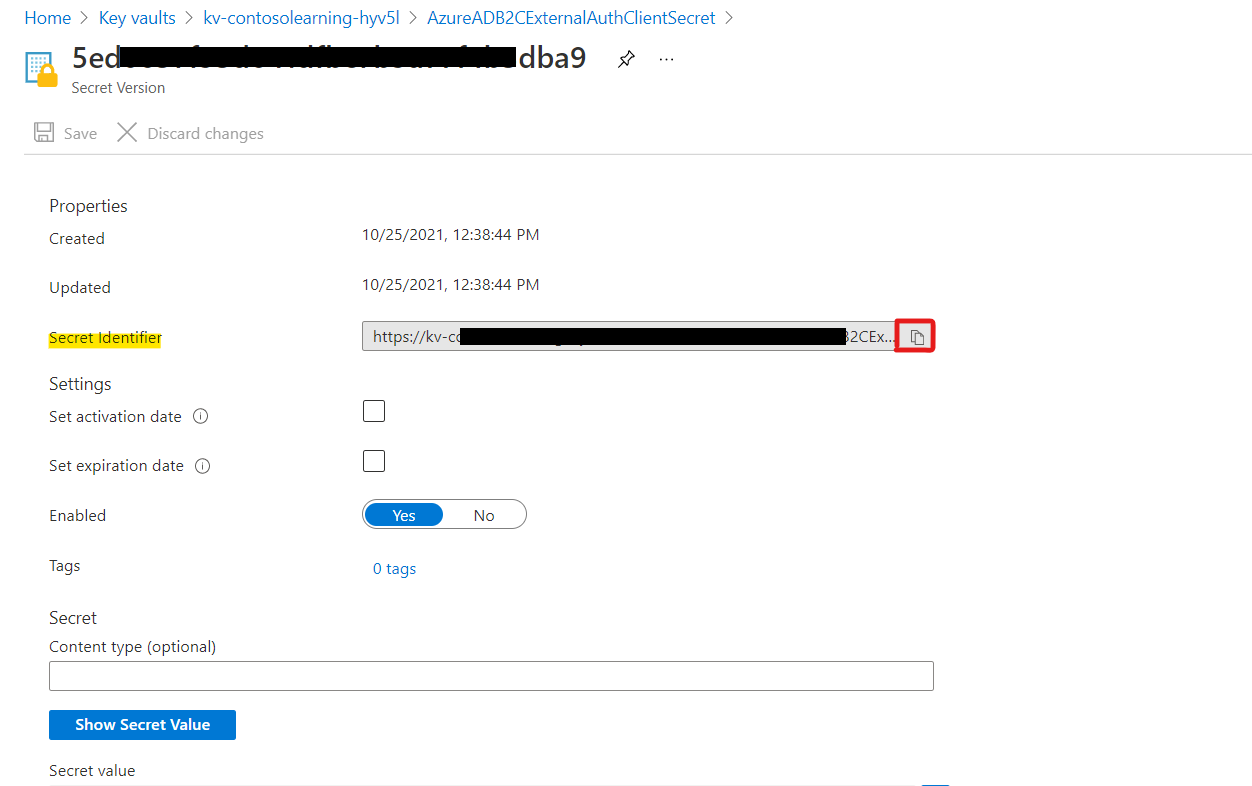 Home > Key vaults > kv-contosolearning-hyv5l > AzureADB2CExternalAuthClientSecret >
5ed dba9
...
Secret Version
Save Discard changes
Properties
Created 10/25/2021, 12:38:44 PM
Updated 10/25/2021, 12:38:44 PM
Secret Identifier https://kv-co 32CEx...
Settings
Set activation date
Set expiration date
Enabled Yes No
Tags 0 tags
Secret
Content type (optional)
Show Secret Value
Secret value